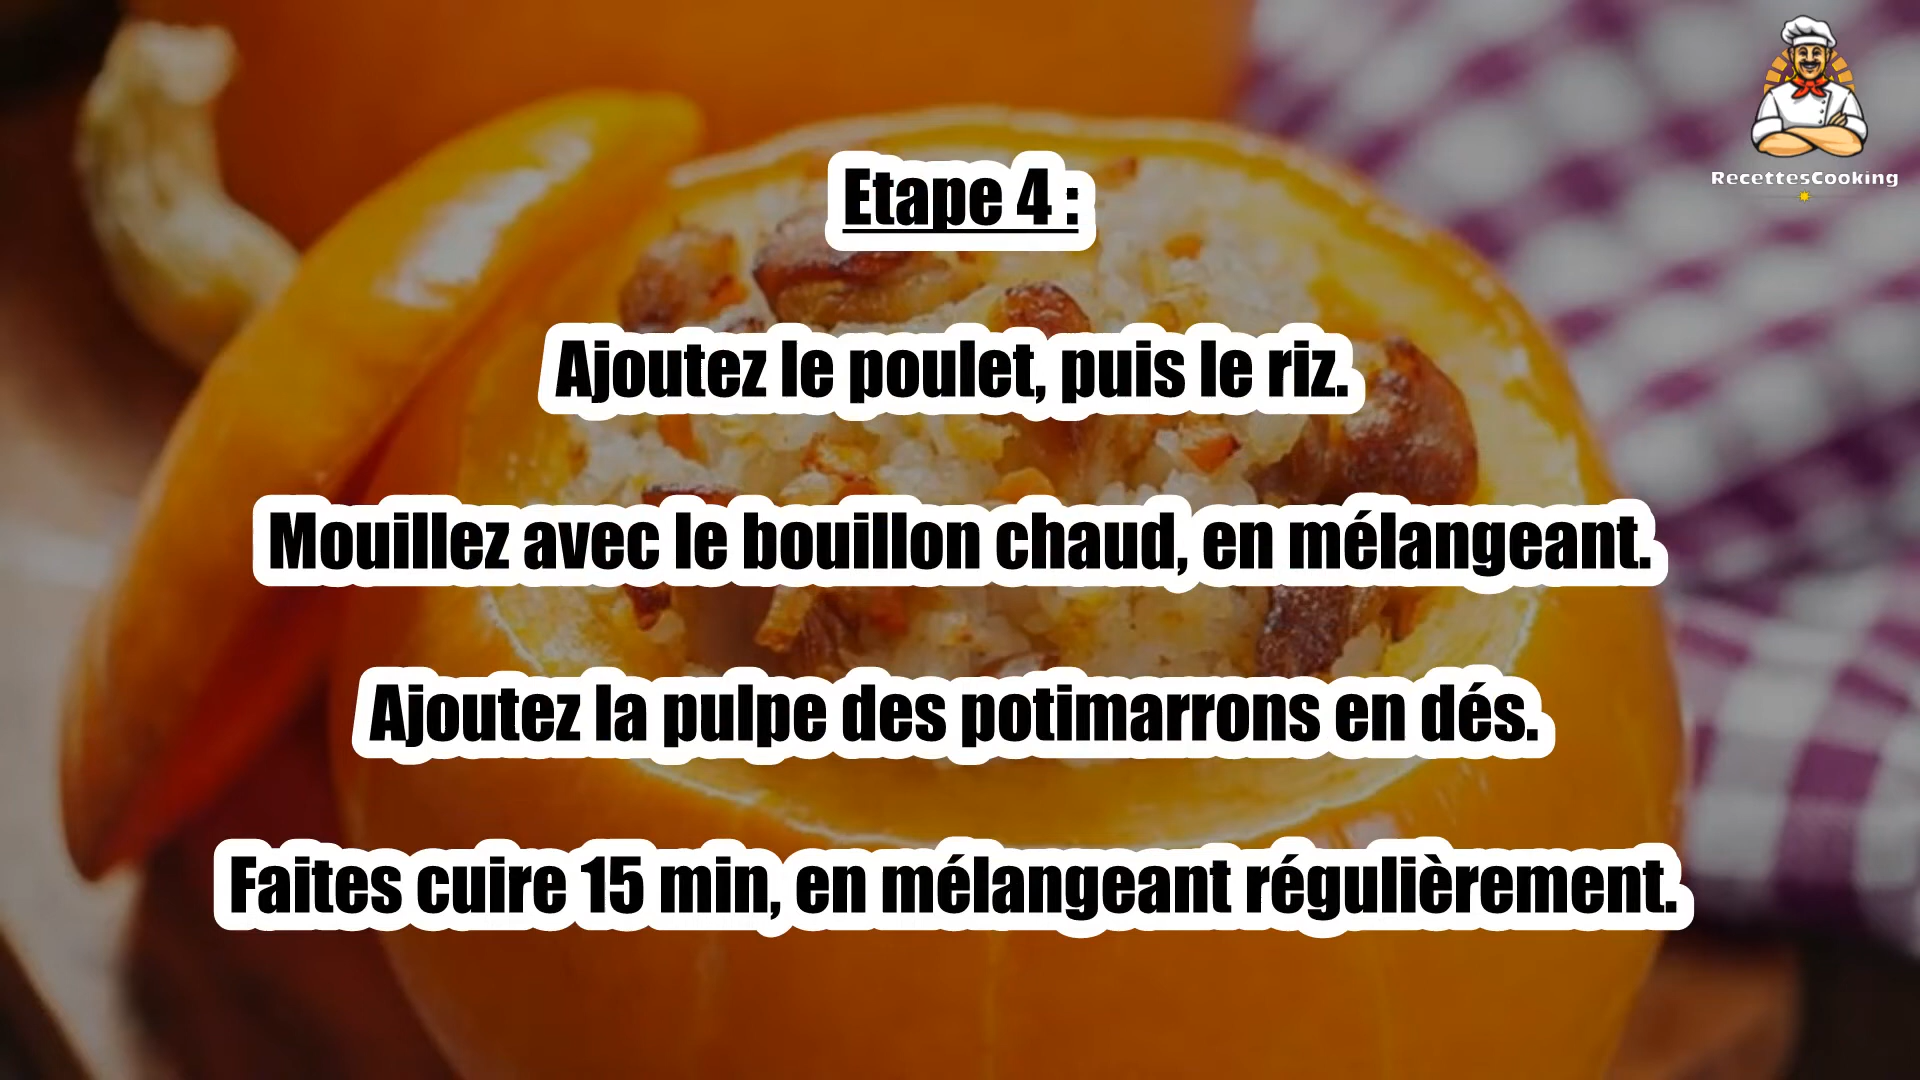 RecettesCooking
Etape 4 :
Ajoutez le poulet, puis le riz.
Mouillez avec le bouillon chaud, en mélangeant.
Ajoutez la pulpe des potimarrons en dés.
Faites cuire 15 min, en mélangeant régulièrement.